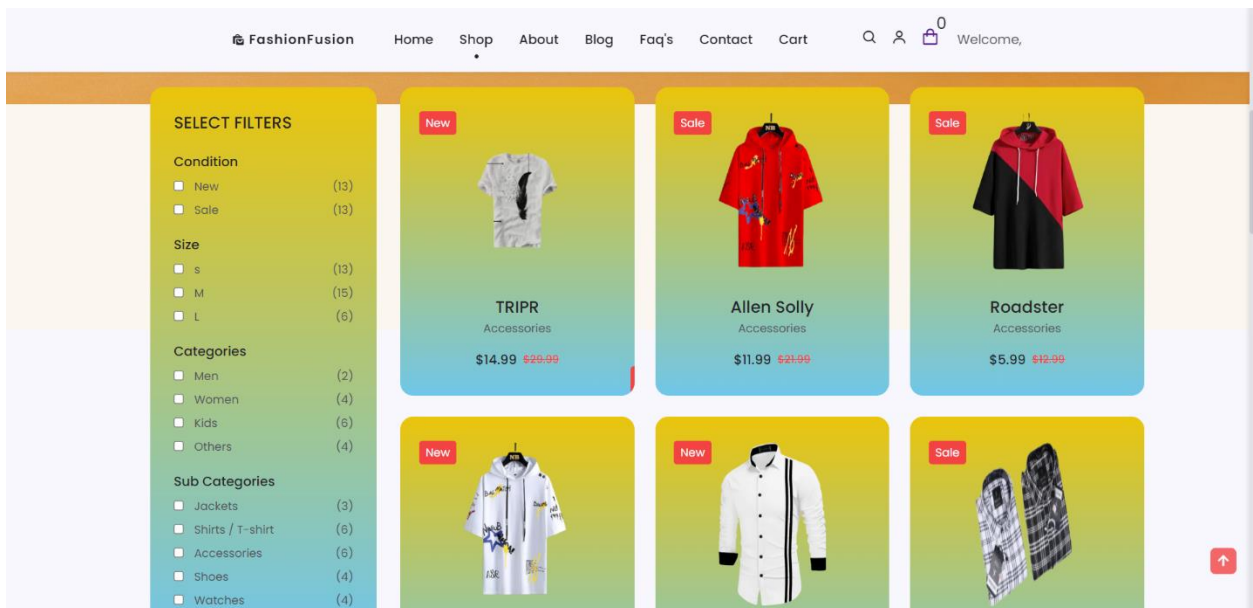 FashionFusion Home Shop About Blog Faq's Contact Cart 0 Welcome,
SELECT FILTERS
Condition
New (13)
Sale (13)
Size
s (13)
M (15)
L (6)
Categories
Men (2)
Women (4)
Kids (6)
Others (4)
Sub Categories
Jackets (3)
Shirts / T-shirt (6)
Accessories (6)
Shoes (4)
Watches (4)
New
TRIPR
Accessories
$14.99 $20.99
Sale
Allen Solly
Accessories
$11.99 $21.99
Sale
Roadster
Accessories
$5.99 $12.99
New
New
Sale